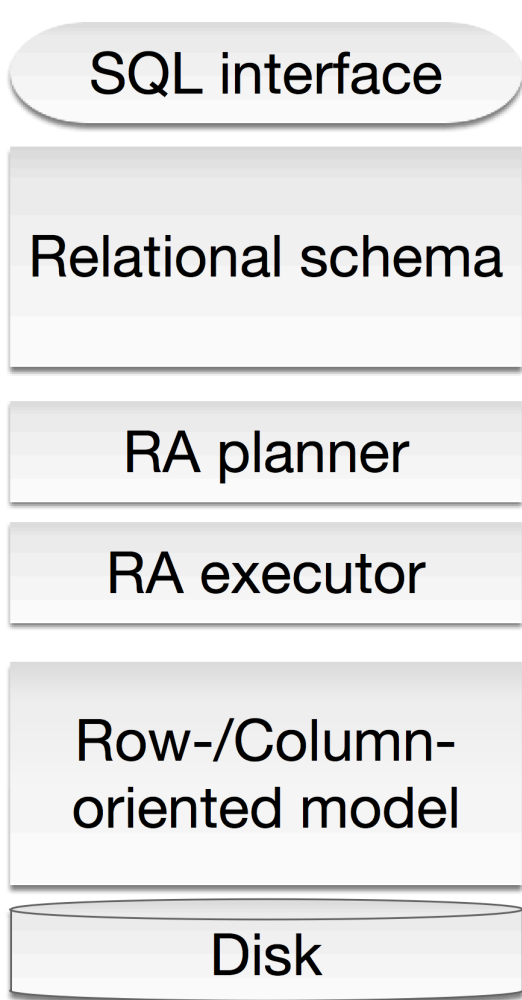 SQL interface
Relational schema
RA planner
RA executor
Row-/Column-
oriented model
Disk